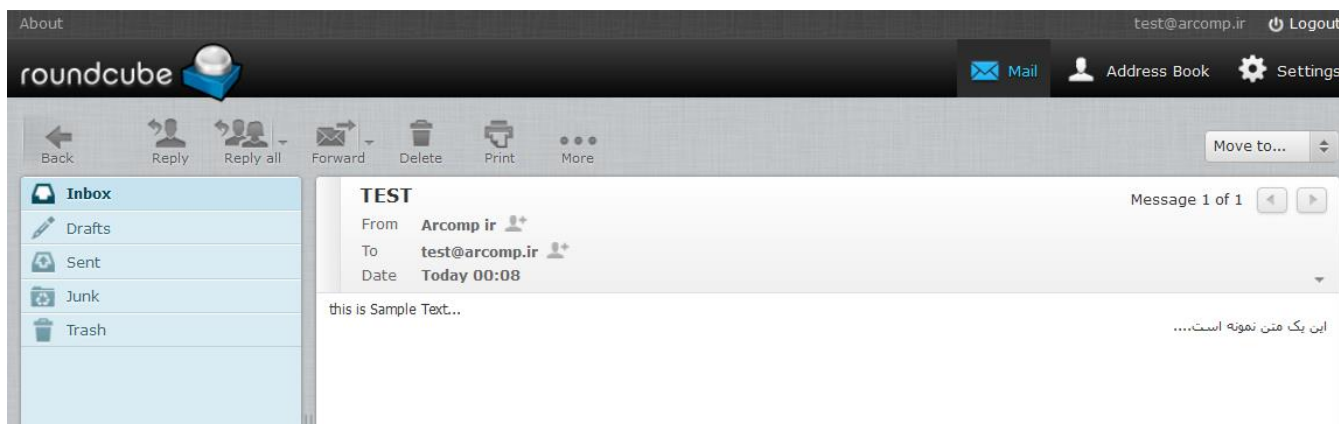 About
test@arcomp.ir Logout
roundcube
Mail Address Book Settings
Back Reply Reply all Forward Delete Print More
Move to...
Inbox
Drafts
Sent
Junk
Trash
TEST
Message 1 of 1
From Arcomp ir
To test@arcomp.ir
Date Today 00:08
this is Sample Text...
این یک متن نمونه است....